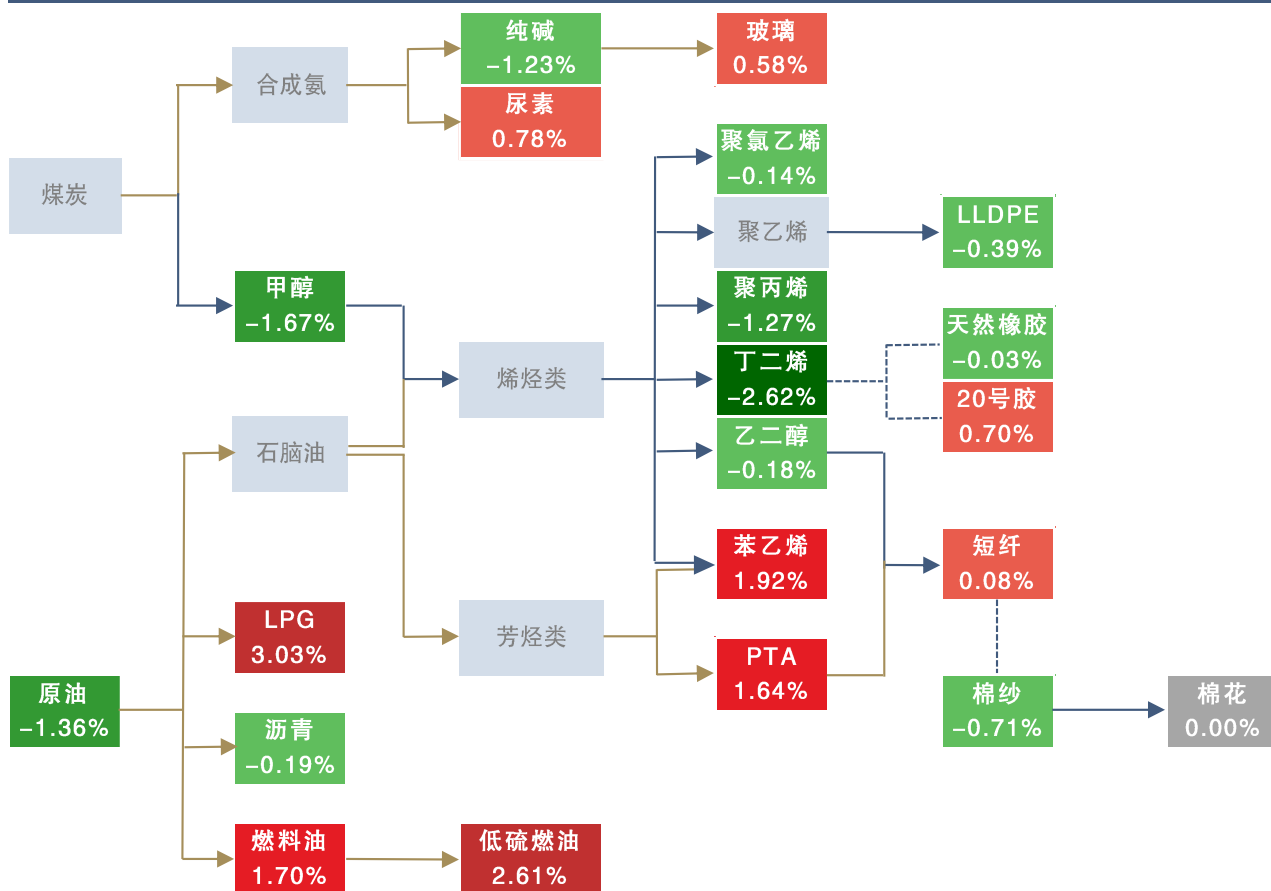 纯碱
-1.23%
玻璃
0.58%
合成氨
尿素
0.78%
聚氯乙烯
-0.14%
煤炭
聚乙烯
LLDPE
-0.39%
甲醇
-1.67%
聚丙烯
-1.27%
天然橡胶
-0.03%
烯烃类
丁二烯
-2.62%
20号胶
0.70%
石脑油
乙二醇
-0.18%
苯乙烯
1.92%
短纤
0.08%
LPG
3.03%
芳烃类
PTA
1.64%
原油
-1.36%
沥青
-0.19%
棉纱
-0.71%
棉花
0.00%
燃料油
1.70%
低硫燃油
2.61%